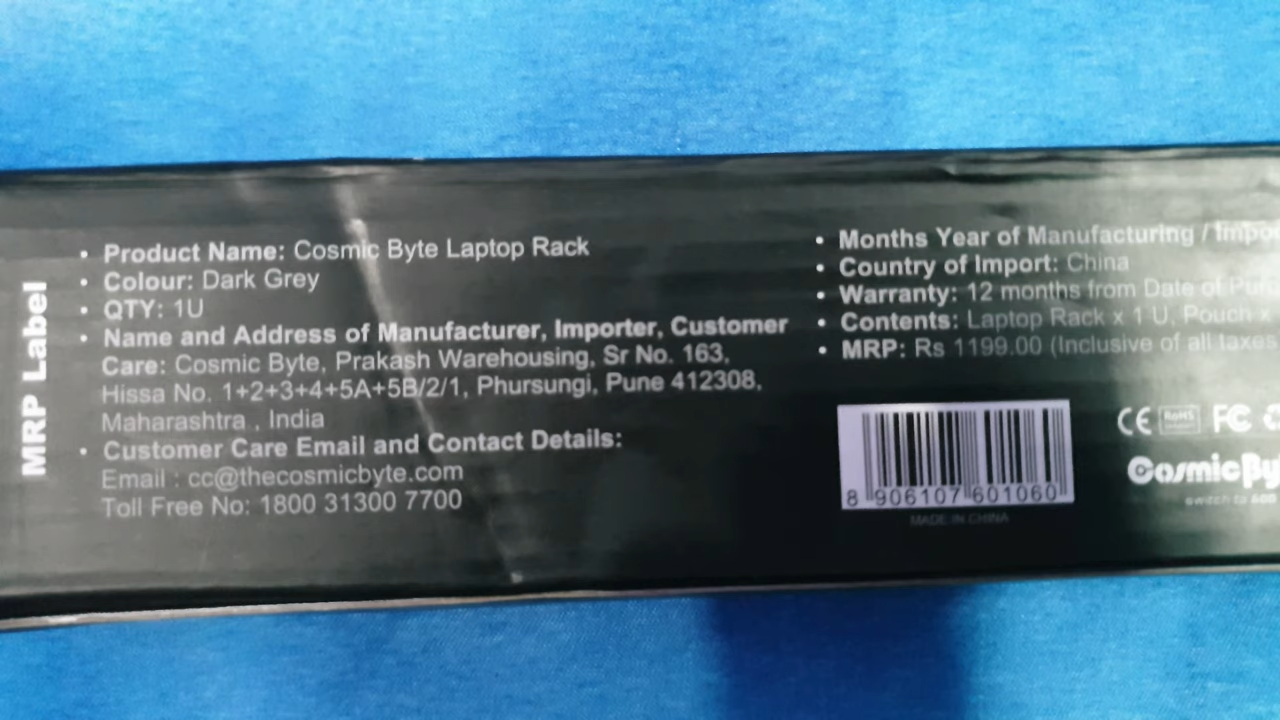 MRP Label
• Product Name: Cosmic Byte Laptop Rack
• Colour: Dark Grey
• QTY: 1U
• Name and Address of Manufacturer, Importer, Customer
Care: Cosmic Byte, Prakash Warehousing, Sr No. 163,
Hissa No. 1+2+3+4+5A+5B/2/1, Phursungi, Pune 412308,
Maharashtra , India
• Customer Care Email and Contact Details:
Email : cc@thecosmicbyte.com
Toll Free No: 1800 31300 7700
• Months Year of Manufacturing /
• Country of Import: China
• Warranty: 12 months from Date of
• Contents: Laptop Rack x 1 U, Pouch x
• MRP: Rs 1199.00 (Inclusive of all taxes
8 906107 601060
MADE IN CHINA
CE RoHS FC
Cosmic
switch to